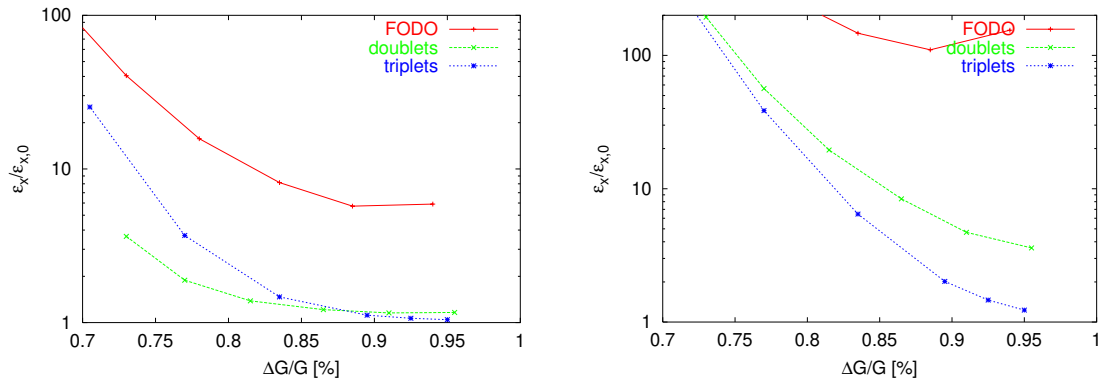 100
10
1
0.7 0.75 0.8 0.85 0.9 0.95 1
εx/εx,0
ΔG/G [%]
FODO
doublets
triplets
100
10
1
0.7 0.75 0.8 0.85 0.9 0.95 1
εx/εx,0
ΔG/G [%]
FODO
doublets
triplets